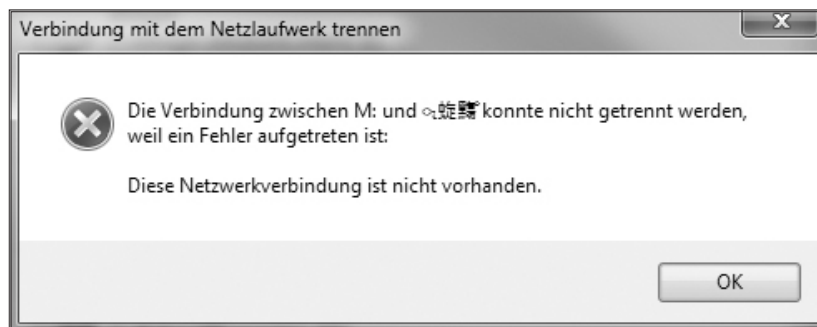 Verbindung mit dem Netzlaufwerk trennen
Die Verbindung zwischen M: und konnte nicht getrennt werden,
weil ein Fehler aufgetreten ist:
Diese Netzwerkverbindung ist nicht vorhanden.
OK